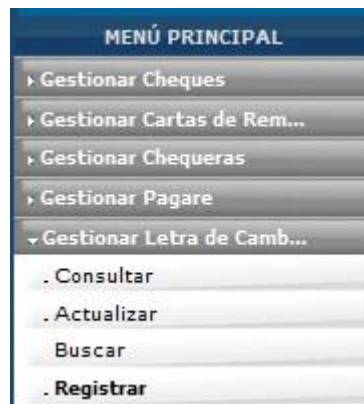 MENÚ PRINCIPAL
Gestionar Cheques
Gestionar Cartas de Rem...
Gestionar Chequeras
Gestionar Pagare
Gestionar Letra de Camb...
. Consultar
. Actualizar
Buscar
. Registrar